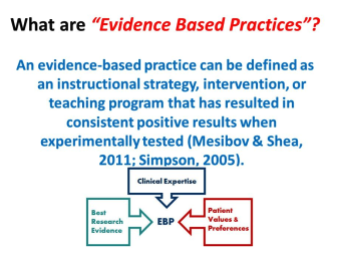 What are “Evidence Based Practices”?
An evidence-based practice can be defined as
an instructional strategy, intervention, or
teaching program that has resulted in
consistent positive results when
experimentally tested (Mesibov & Shea,
2011; Simpson, 2005).
Clinical Expertise
Best
Research
Evidence
EBP
Patient
Values &
Preferences